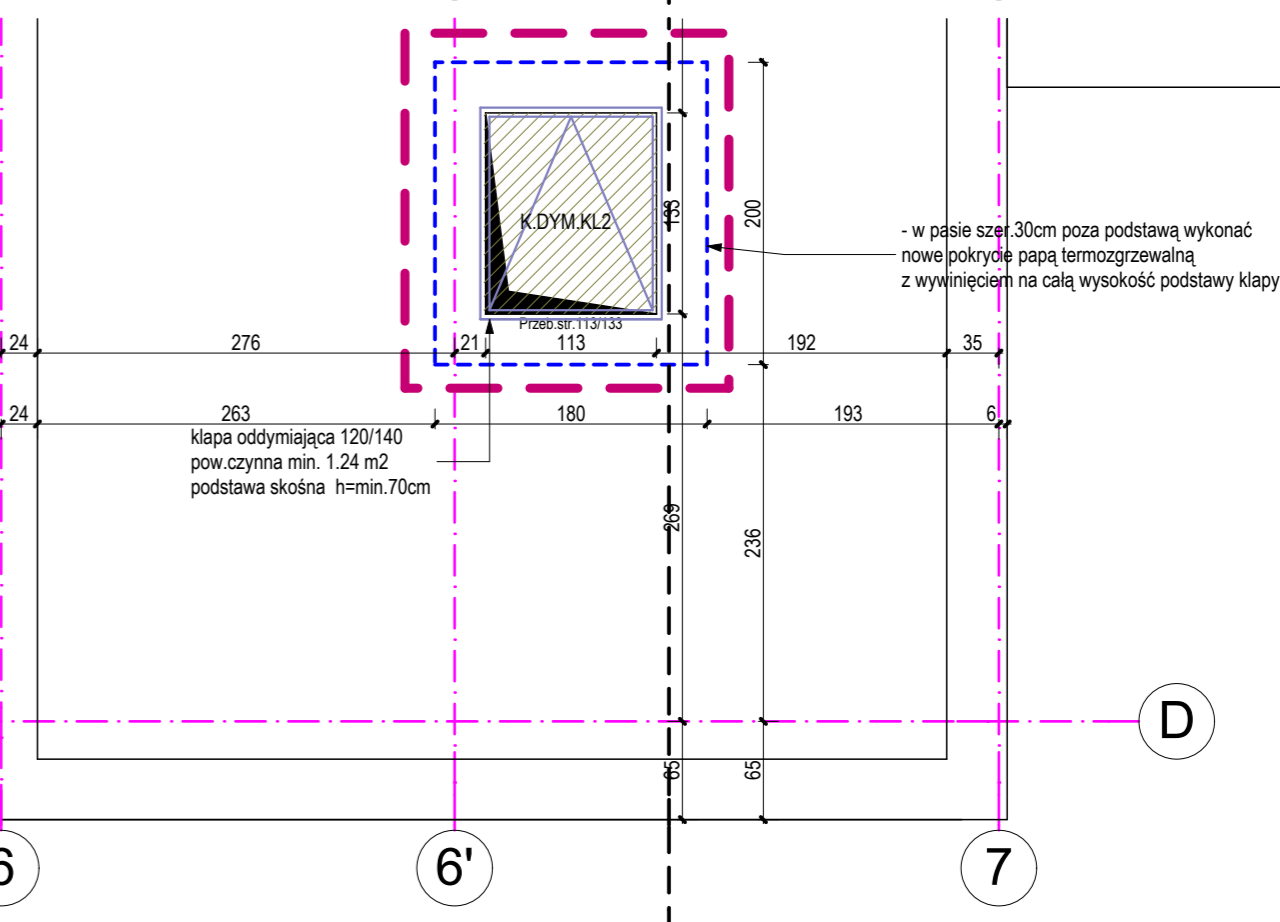 133
200
K.DYM.KL2
- w pasie szer.30cm poza podstawą wykonać
nowe pokrycie papą termozgrzewalną
z wywinięciem na całą wysokość podstawy klapy
Przeb.str.113/133
24
276
21
113
192
35
24
263
180
193
6
klapa oddymiająca 120/140
pow.czynna min. 1.24 m2
podstawa skośna h=min.70cm
269
236
D
65
65
6
6'
7